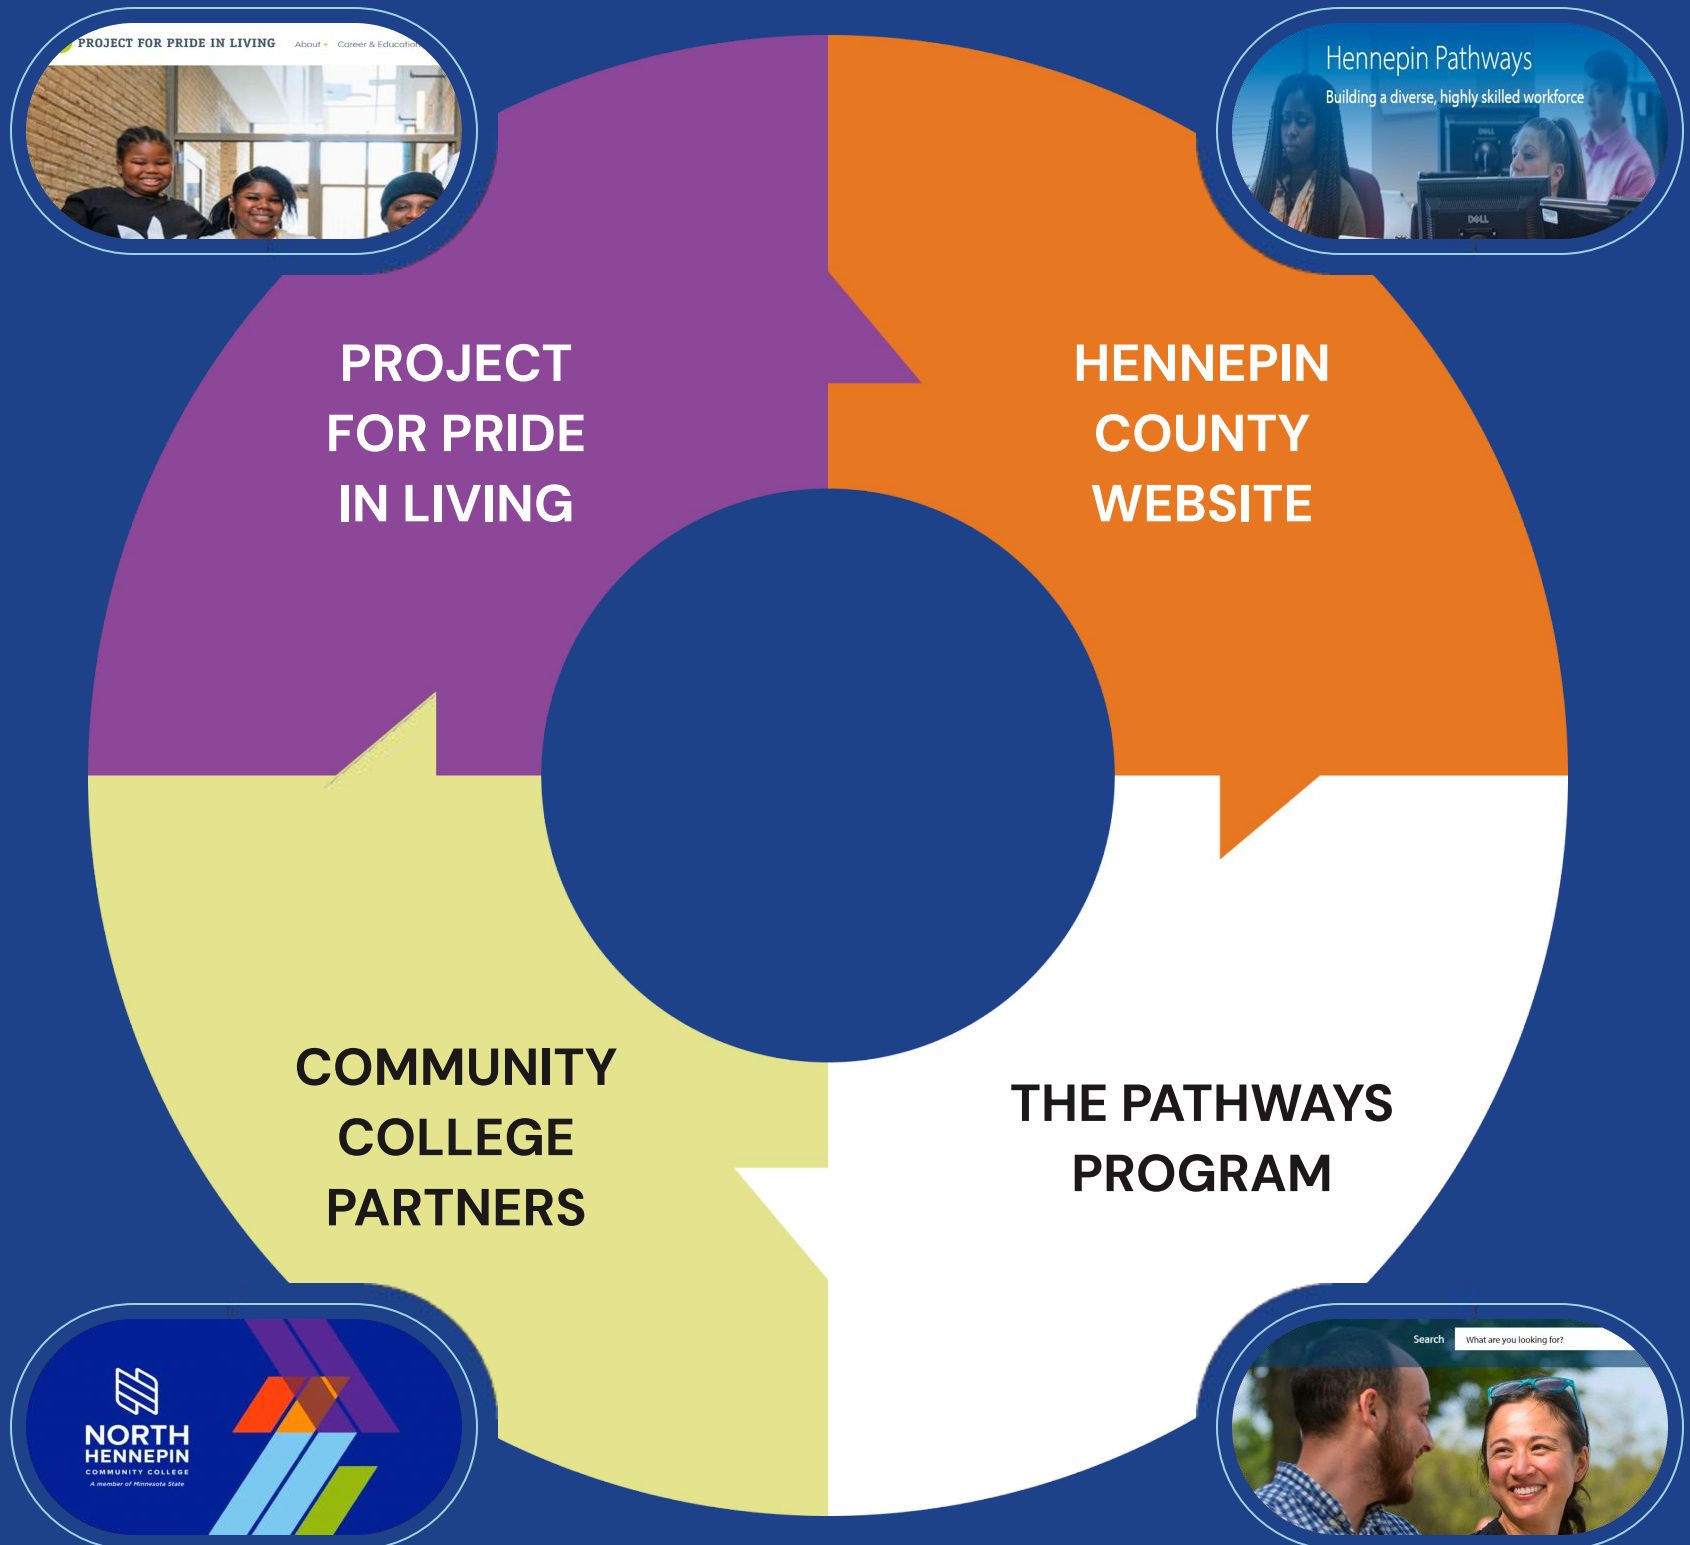 PROJECT FOR PRIDE IN LIVING About Career & Education
Hennepin Pathways
Building a diverse, highly skilled workforce
DELL
DELL
PROJECT
FOR PRIDE
IN LIVING
HENNEPIN
COUNTY
WEBSITE
COMMUNITY
COLLEGE
PARTNERS
THE PATHWAYS
PROGRAM
NORTH
HENNEPIN
COMMUNITY COLLEGE
A member of Minnesota State
Search What are you looking for?